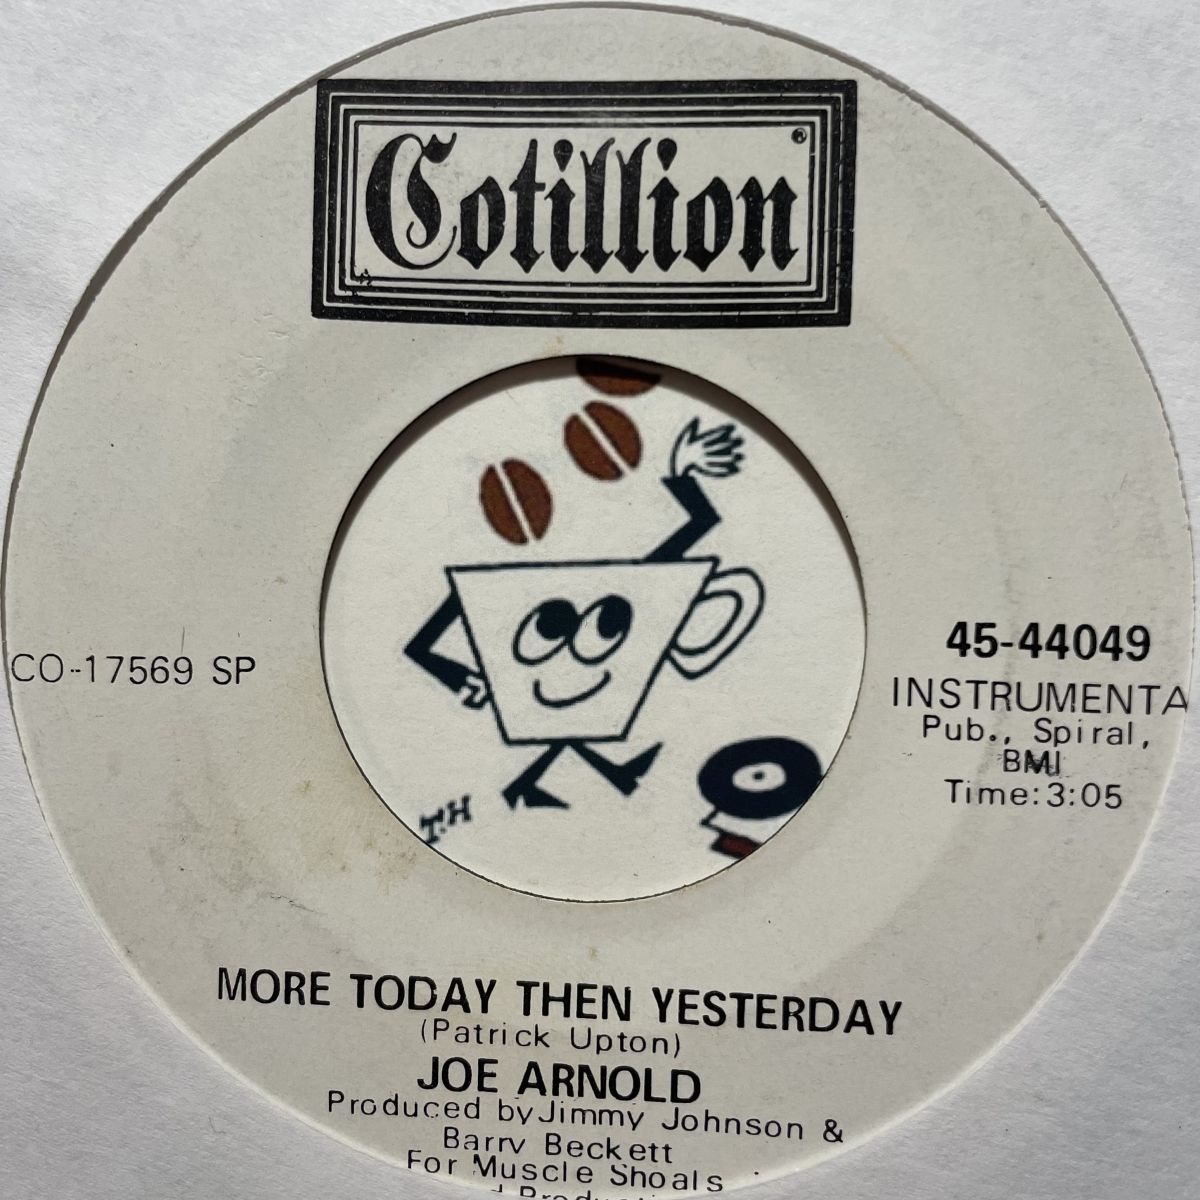 Cotillion ®
CO-17569 SP
45-44049
INSTRUMENTA
Pub., Spiral,
BMI
Time:3:05
T.H
MORE TODAY THEN YESTERDAY
(Patrick Upton)
JOE ARNOLD
Produced by Jimmy Johnson &
Barry Beckett
For Muscle Shoals